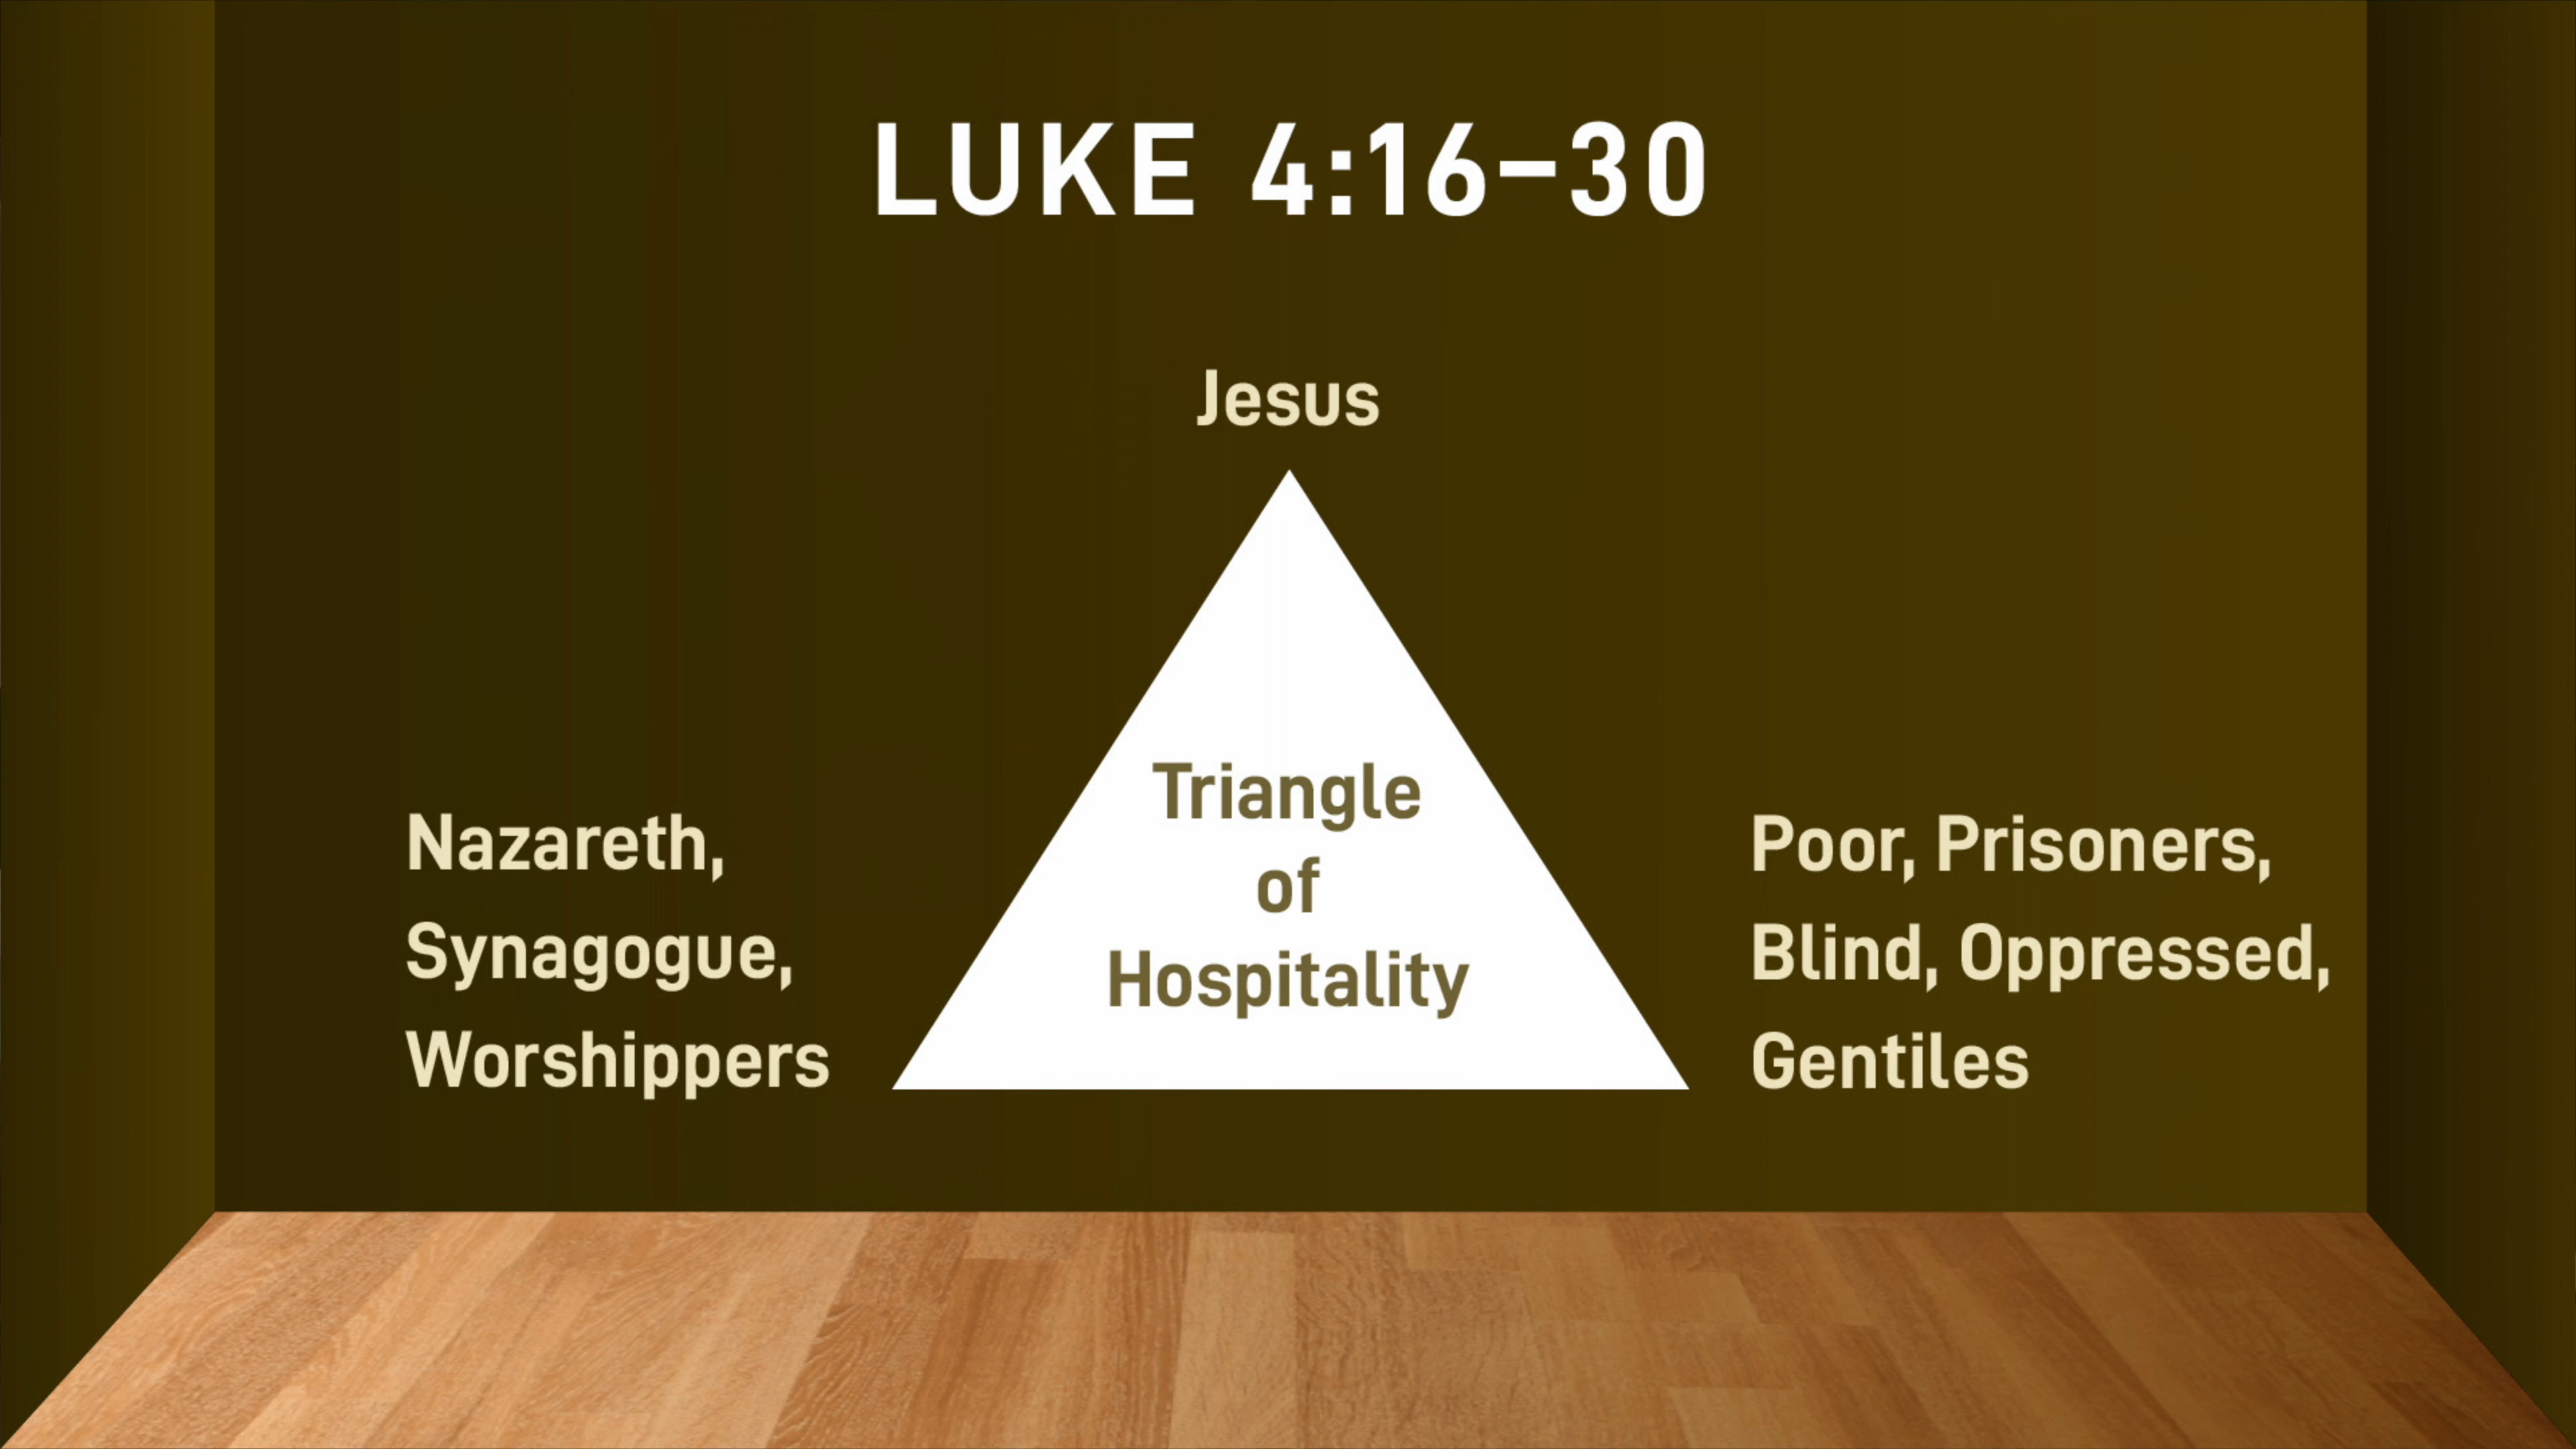 LUKE 4:16–30
Jesus
Triangle
of
Hospitality
Nazareth,
Synagogue,
Worshippers
Poor, Prisoners,
Blind, Oppressed,
Gentiles